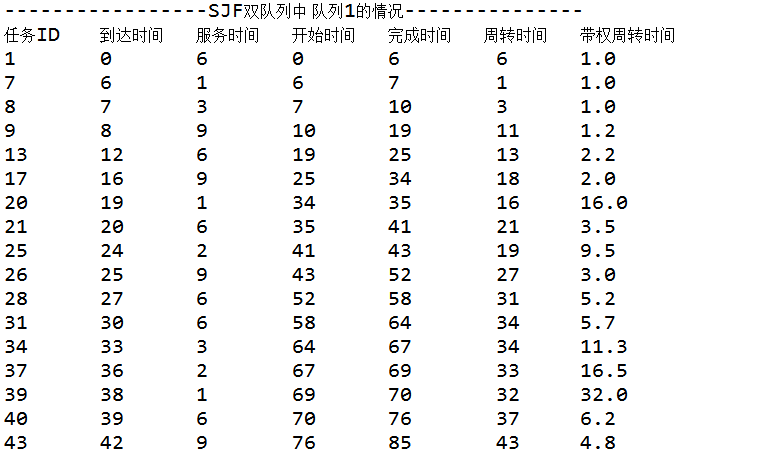 -----------------SJF双队列中 队列1的情况---------------
任务ID 到达时间 服务时间 开始时间 完成时间 周转时间 带权周转时间
1 0 6 0 6 6 1.0
7 6 1 6 7 1 1.0
8 7 3 7 10 3 1.0
9 8 9 10 19 11 1.2
13 12 6 19 25 13 2.2
17 16 9 25 34 18 2.0
20 19 1 34 35 16 16.0
21 20 6 35 41 21 3.5
25 24 2 41 43 19 9.5
26 25 9 43 52 27 3.0
28 27 6 52 58 31 5.2
31 30 6 58 64 34 5.7
34 33 3 64 67 34 11.3
37 36 2 67 69 33 16.5
39 38 1 69 70 32 32.0
40 39 6 70 76 37 6.2
43 42 9 76 85 43 4.8